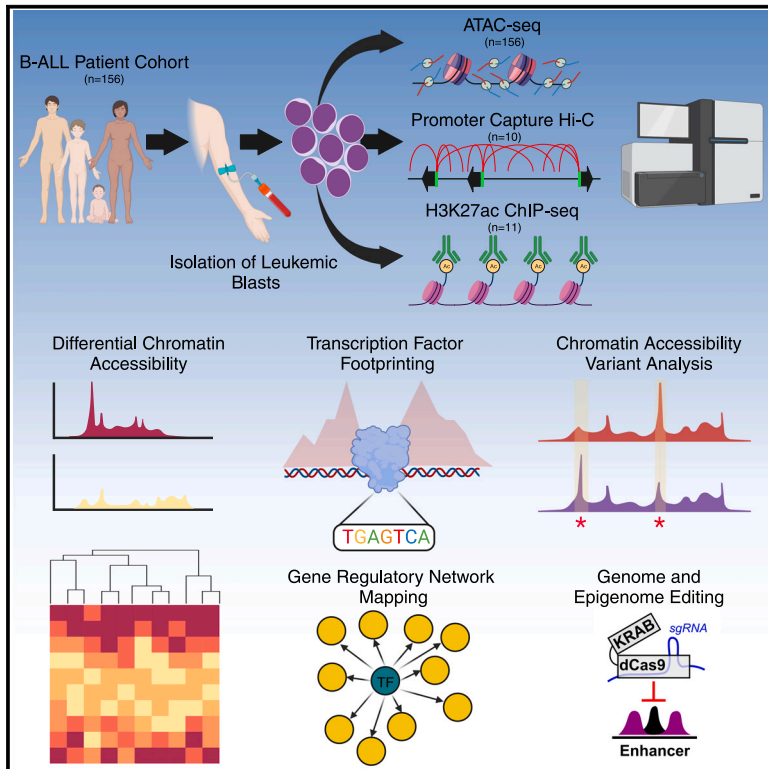 B-ALL Patient Cohort
(n=156)
Isolation of Leukemic
Blasts
ATAC-seq
(n=156)
Promoter Capture Hi-C
(n=10)
H3K27ac ChIP-seq
(n=11)
Ac
Ac
Ac
Ac
Differential Chromatin
Accessibility
Transcription Factor
Footprinting
TGAGTCA
Chromatin Accessibility
Variant Analysis
*
*
Gene Regulatory Network
Mapping
TF
Genome and
Epigenome Editing
KRAB
sgRNA
dCas9
Enhancer